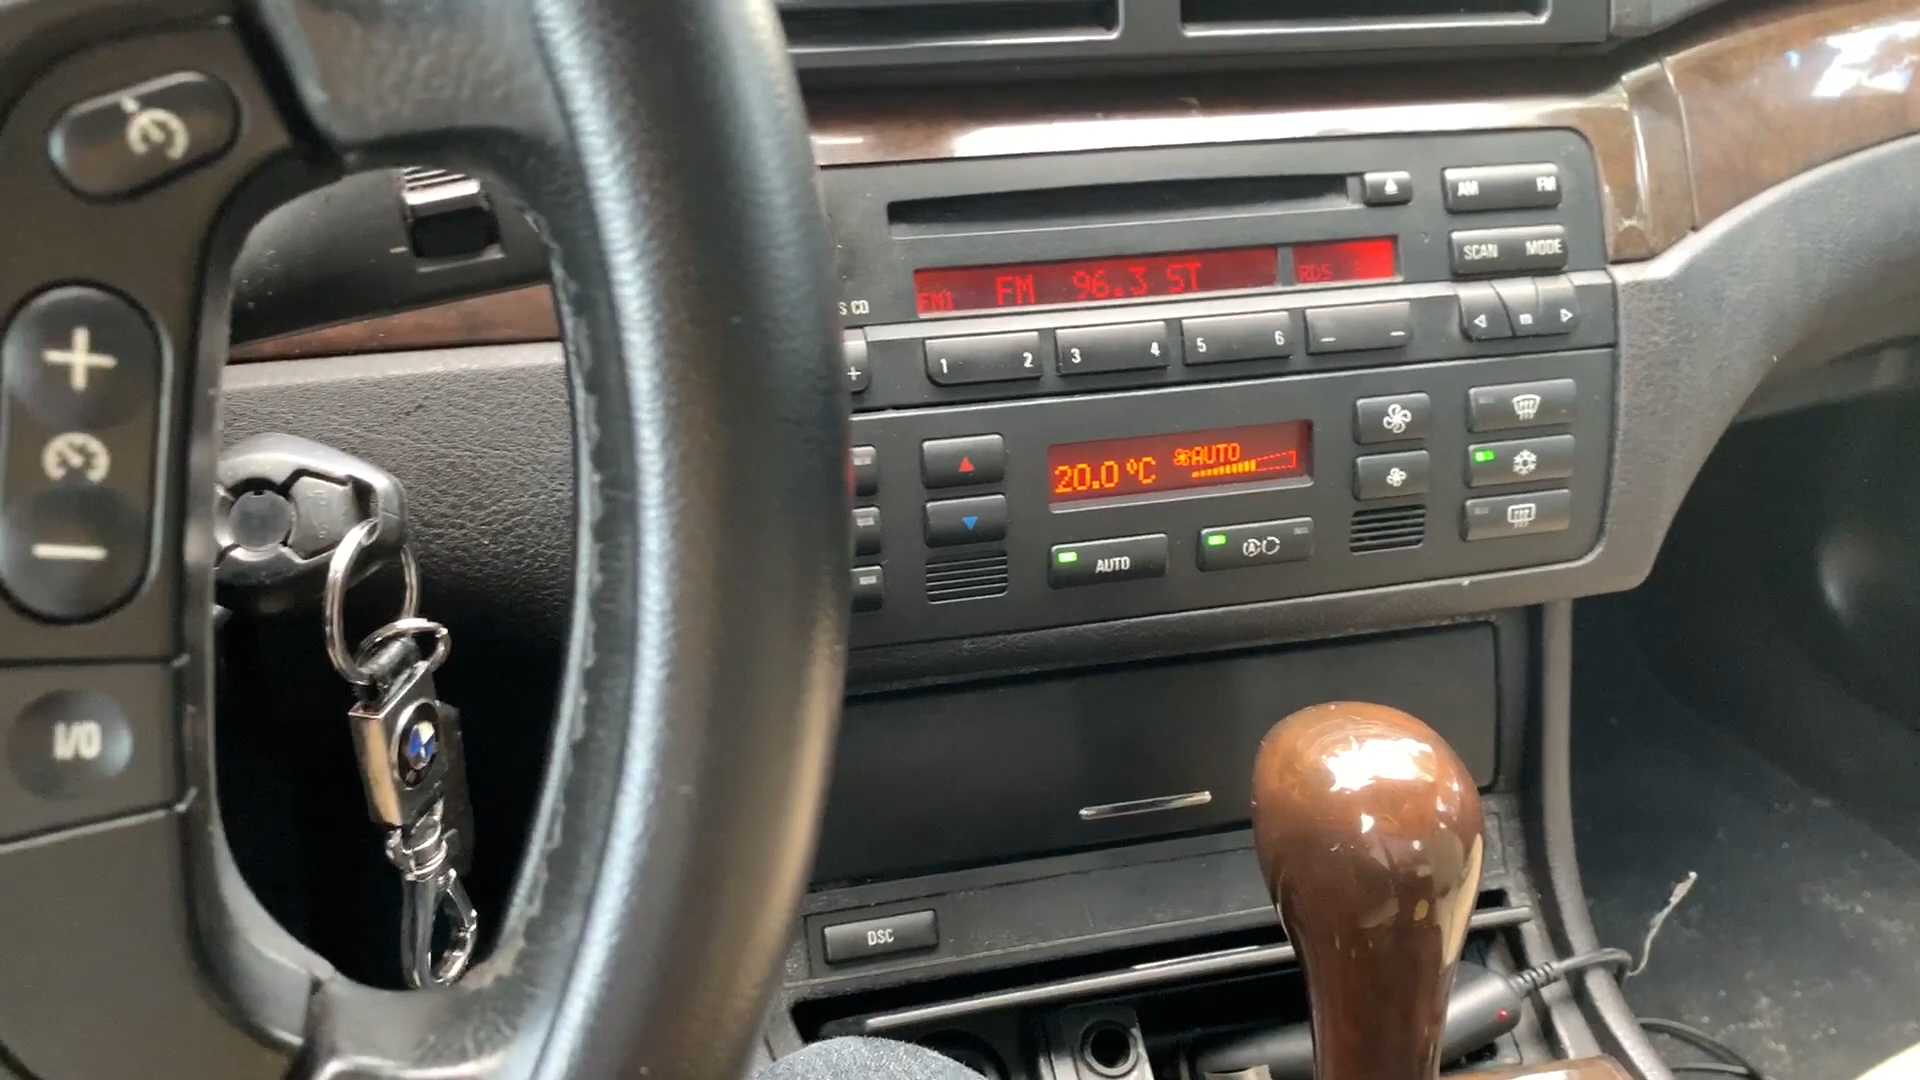 AM FM
SCAN MODE
FM1 FM 96.3 ST RDS
S CD
m
+ 1 2 3 4 5 6 - -
20.0 °C AUTO
AUTO
A
+
-
I/O
DSC